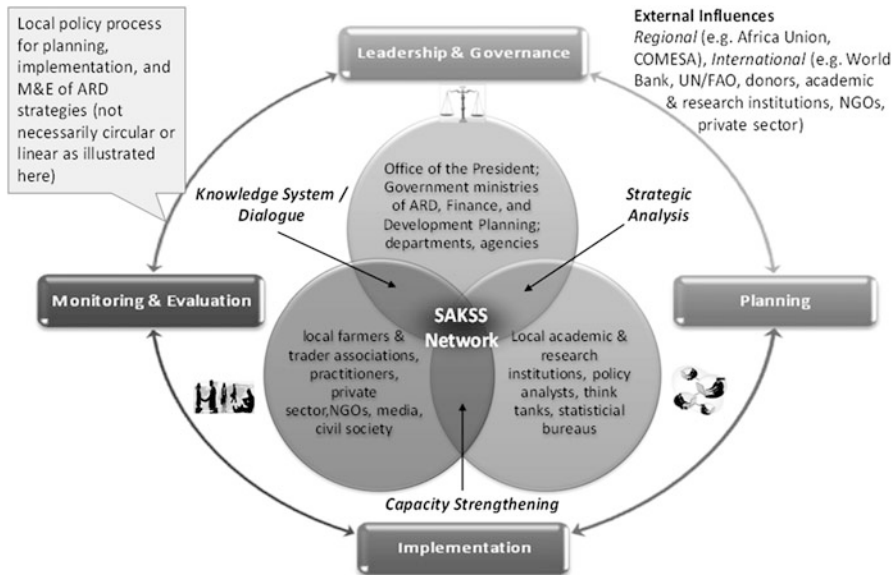 Local policy process
for planning,
implementation, and
M&E of ARD
strategies (not
necessarily circular or
linear as illustrated
here)
Leadership & Governance
External Influences
Regional (e.g. Africa Union,
COMESA), International (e.g. World
Bank, UN/FAO, donors, academic
& research institutions, NGOs,
private sector)
Knowledge System /
Dialogue
Office of the President;
Government ministries
of ARD, Finance, and
Development Planning;
departments, agencies
Strategic
Analysis
Monitoring & Evaluation
SAKSS
Network
Planning
local farmers &
trader associations,
practitioners,
private
sector,NGOs, media,
civil society
Local academic &
research
institutions, policy
analysts, think
tanks, statisticial
bureaus
Capacity Strengthening
Implementation